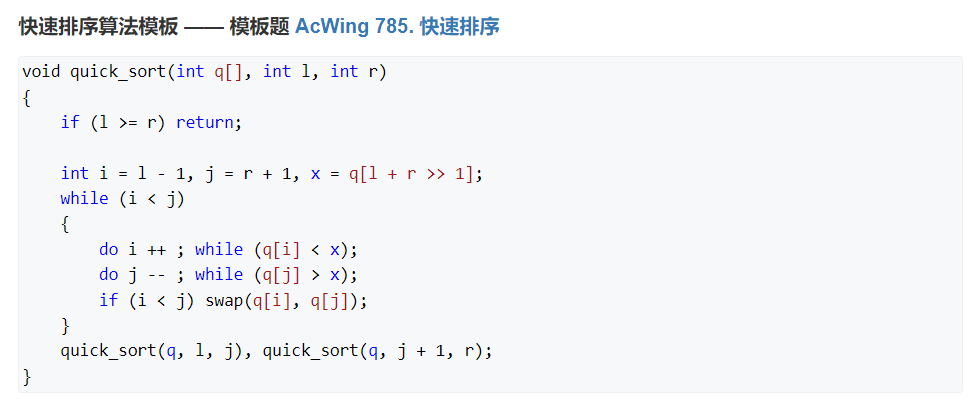 快速排序算法模板 —— 模板题 AcWing 785. 快速排序
void quick_sort(int q[], int l, int r)
{
    if (l >= r) return;

    int i = l - 1, j = r + 1, x = q[l + r >> 1];
    while (i < j)
    {
        do i ++ ; while (q[i] < x);
        do j -- ; while (q[j] > x);
        if (i < j) swap(q[i], q[j]);
    }
    quick_sort(q, l, j), quick_sort(q, j + 1, r);
}